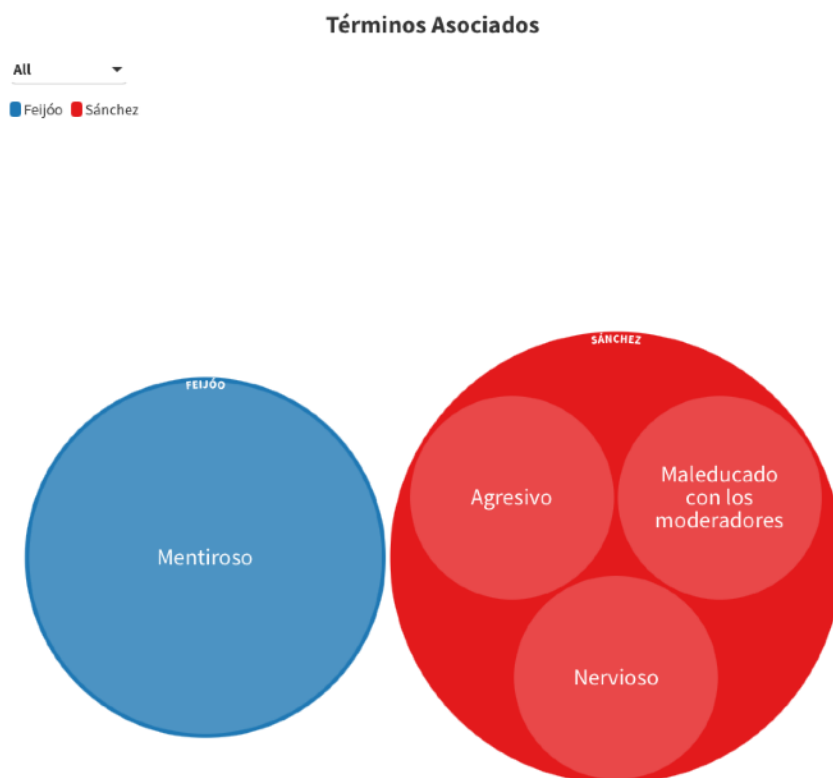 Términos Asociados
All
Feijóo Sánchez
SÁNCHEZ
FEIJÓO
Agresivo
Maleducado
con los
moderadores
Mentiroso
Nervioso